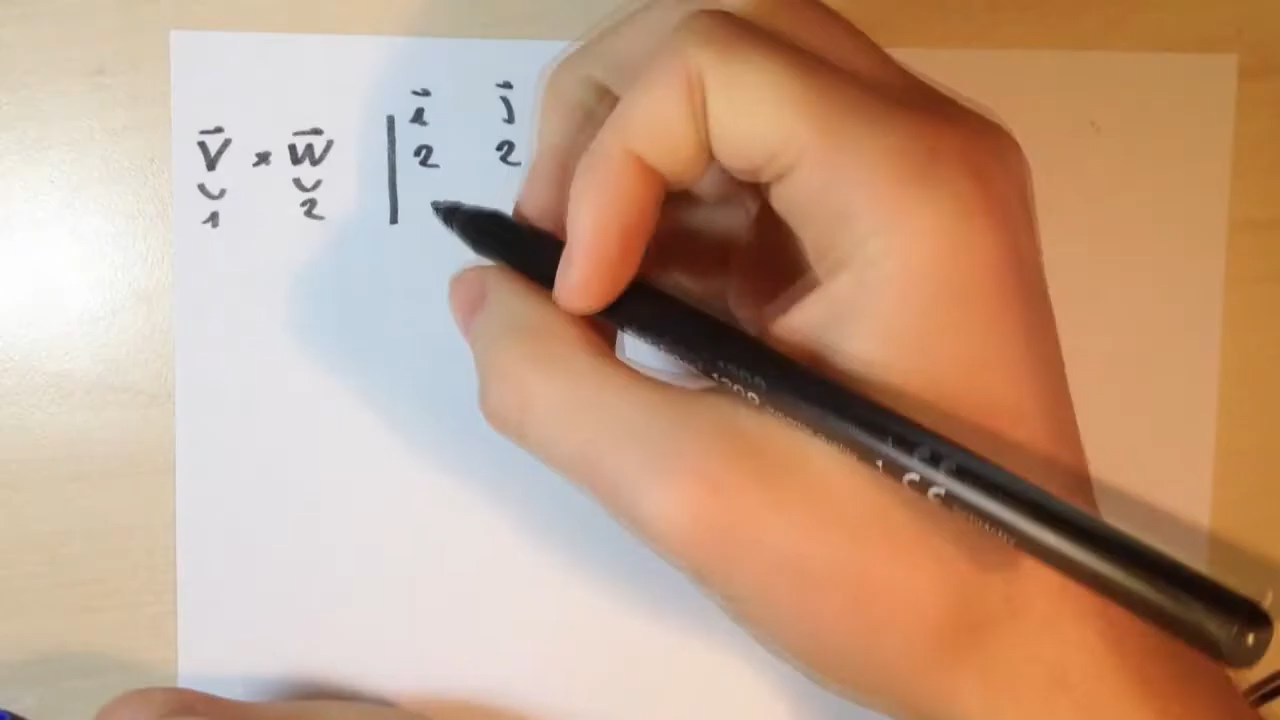 i⃗ j⃗
v⃗ × w⃗ | 2 2
1 2